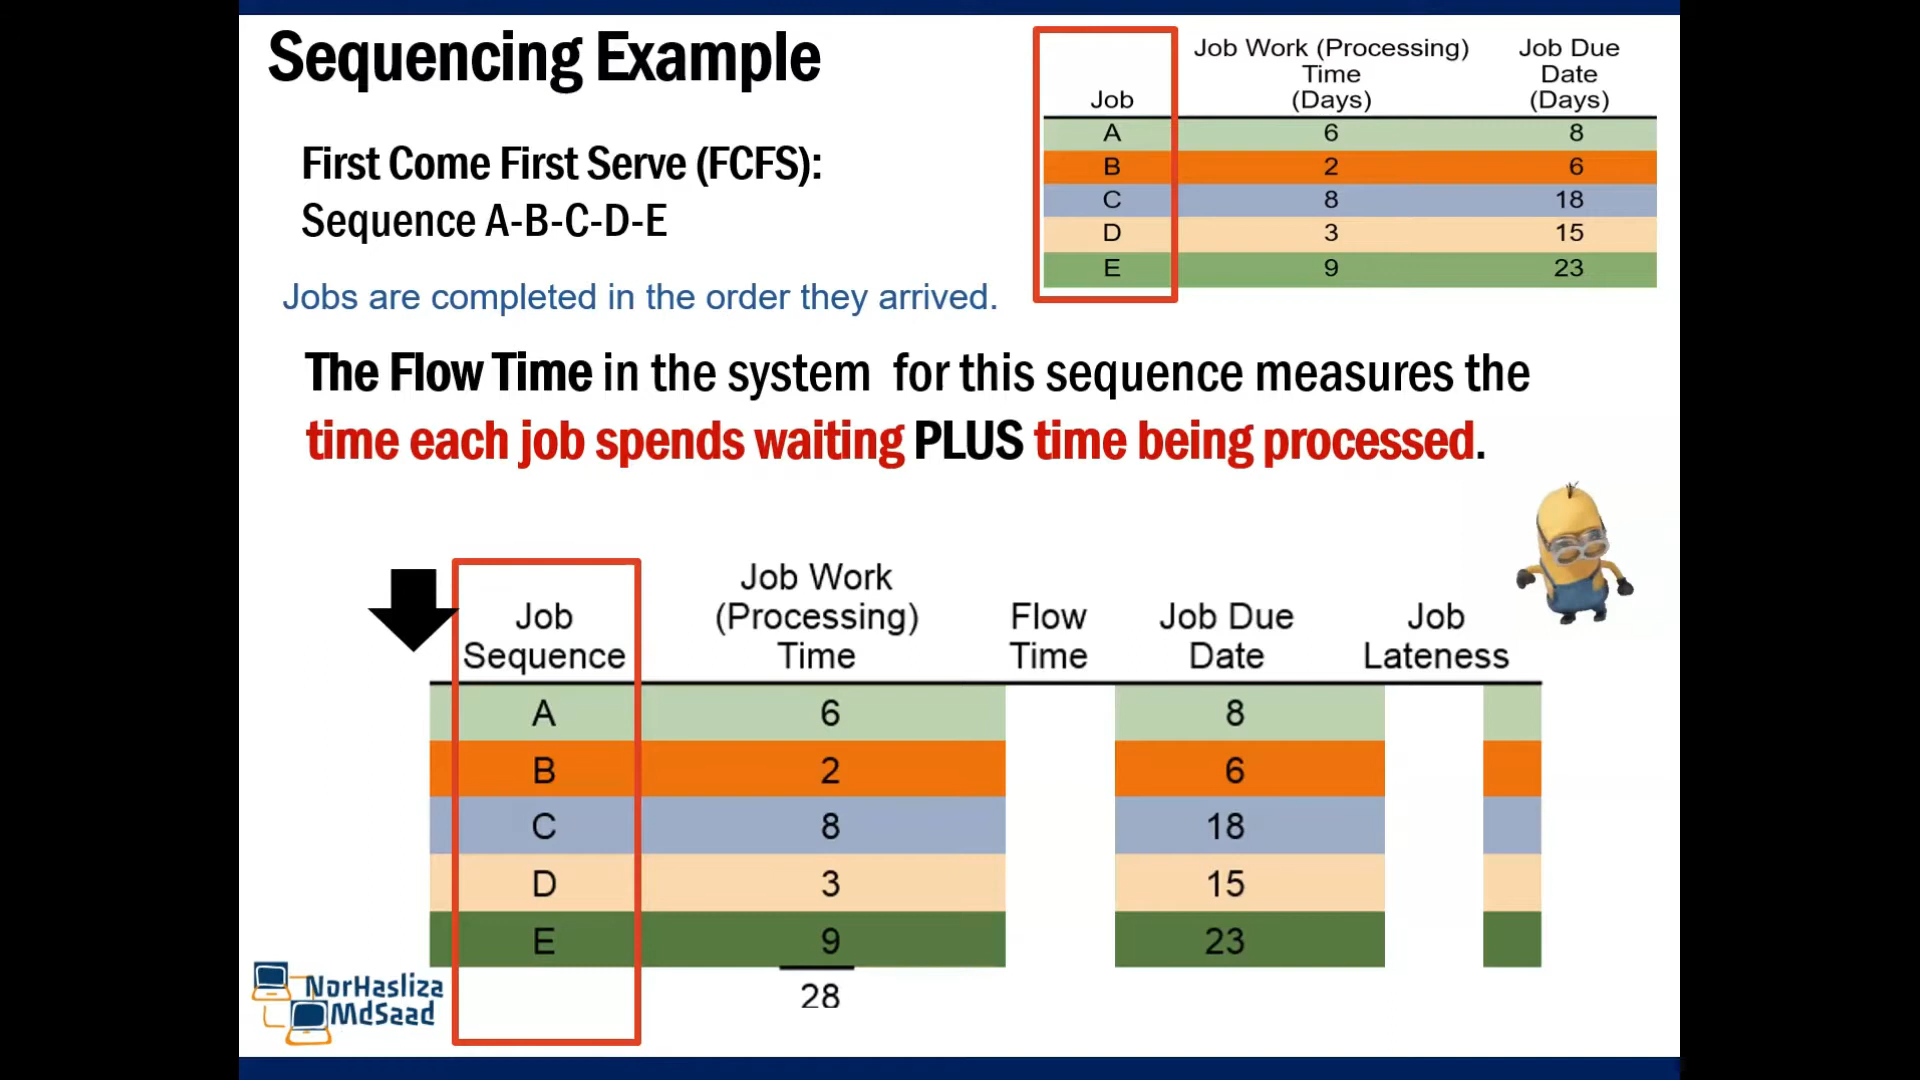 Sequencing Example
First Come First Serve (FCFS):
Sequence A-B-C-D-E
Jobs are completed in the order they arrived.
Job Work (Processing) Job Due
Time Date
Job (Days) (Days)
A 6 8
B 2 6
C 8 18
D 3 15
E 9 23
The Flow Time in the system for this sequence measures the
time each job spends waiting PLUS time being processed.
Job Work
Job (Processing) Flow Job Due Job
Sequence Time Time Date Lateness
A 6 8
B 2 6
C 8 18
D 3 15
E 9 23
28
NorHasliza
MdSaad